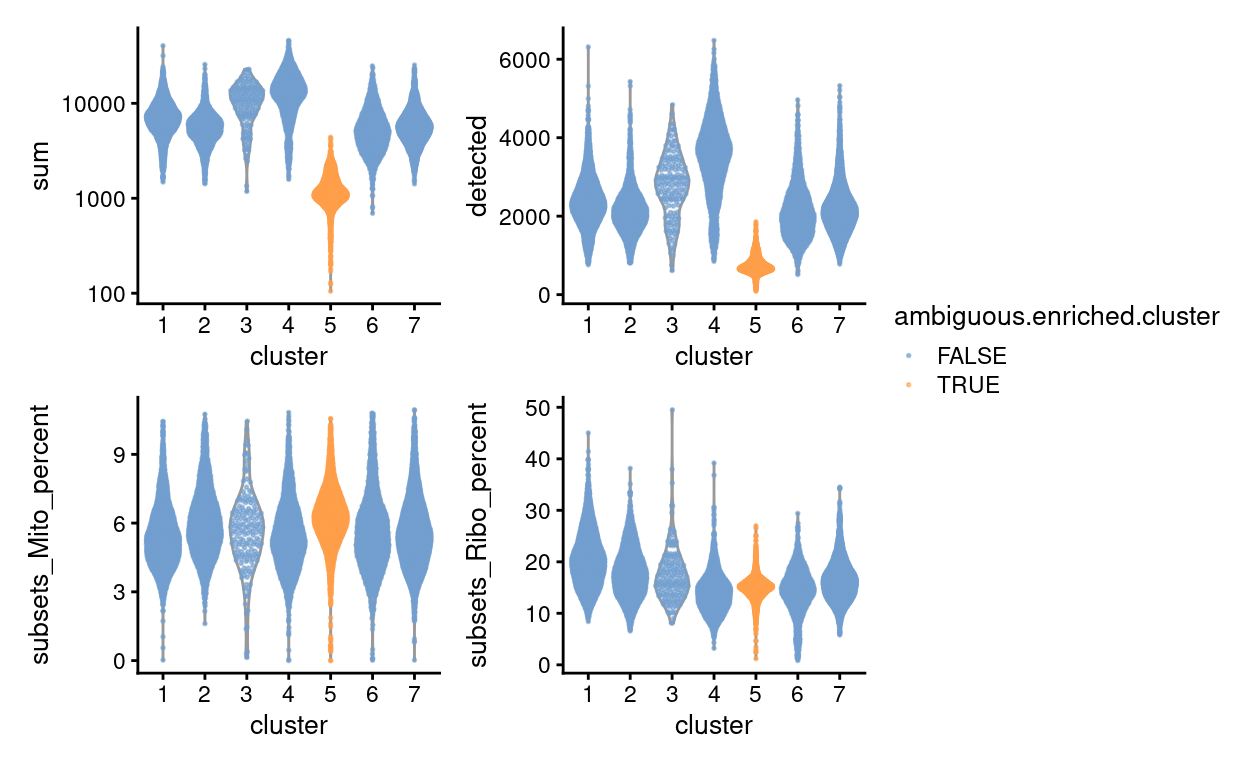 sum
10000
1000
100
1 2 3 4 5 6 7
cluster
detected
6000
4000
2000
0
1 2 3 4 5 6 7
cluster
ambiguous.enriched.cluster
FALSE
TRUE
subsets_Mito_percent
9
6
3
0
1 2 3 4 5 6 7
cluster
subsets_Ribo_percent
50
40
30
20
10
0
1 2 3 4 5 6 7
cluster